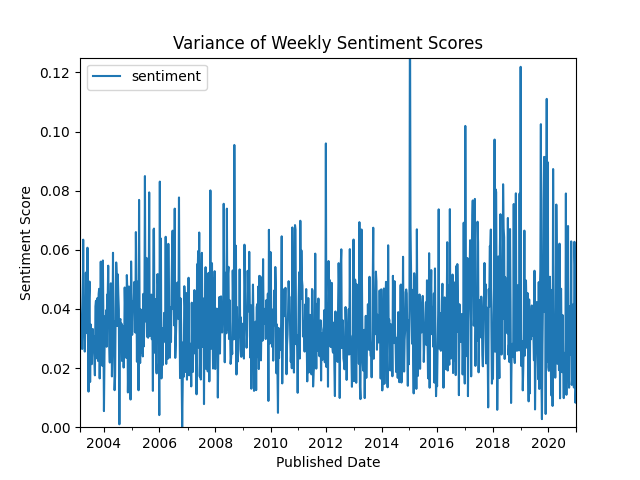 Variance of Weekly Sentiment Scores
sentiment
0.12
0.10
0.08
0.06
0.04
0.02
0.00
Sentiment Score
2004 2006 2008 2010 2012 2014 2016 2018 2020
Published Date